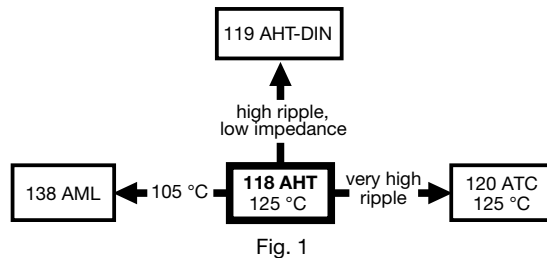 119 AHT-DIN
high ripple,
low impedance
138 AML
105 °C
118 AHT
125 °C
very high
ripple
120 ATC
125 °C
Fig. 1